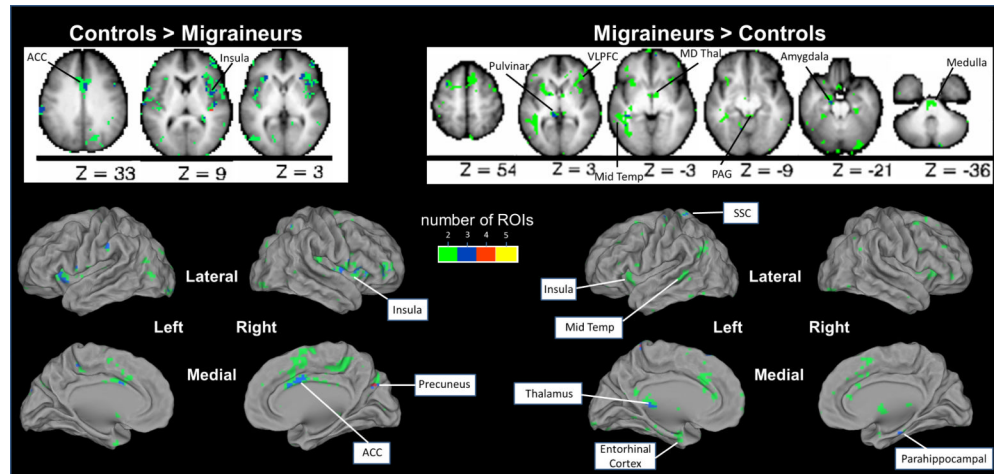 Controls > Migraineurs
ACC
Insula
Z = 33
Z = 9
Z = 3
Migraineurs > Controls
Pulvinar
VLPFC
MD Thal
Amygdala
Medulla
Mid Temp
PAG
Z = 54
Z = 3
Z = -3
Z = -9
Z = -21
Z = -36
number of ROIs
2 3 4 5
Lateral
Insula
Left Right
Medial
Precuneus
ACC
SSC
Insula
Lateral
Mid Temp
Left Right
Medial
Thalamus
Entorhinal
Cortex
Parahippocampal